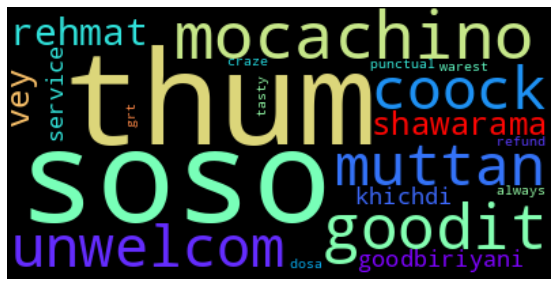 rehmat
mocachino
thum
craze
punctual
warest
vey
service
tasty
grt
coock
shawarama
refund
soso
muttan
khichdi
always
goodit
unwelcom
dosa
goodbiriyani